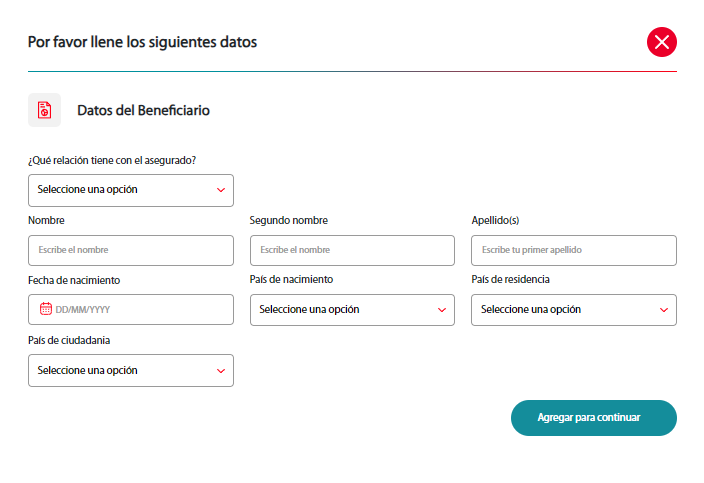 Por favor llene los siguientes datos
Datos del Beneficiario
¿Qué relación tiene con el asegurado?
Seleccione una opción
Nombre
Segundo nombre
Apellido(s)
Escribe el nombre
Escribe el nombre
Escribe tu primer apellido
Fecha de nacimiento
País de nacimiento
País de residencia
DD/MM/YYYY
Seleccione una opción
Seleccione una opción
País de ciudadania
Seleccione una opción
Agregar para continuar